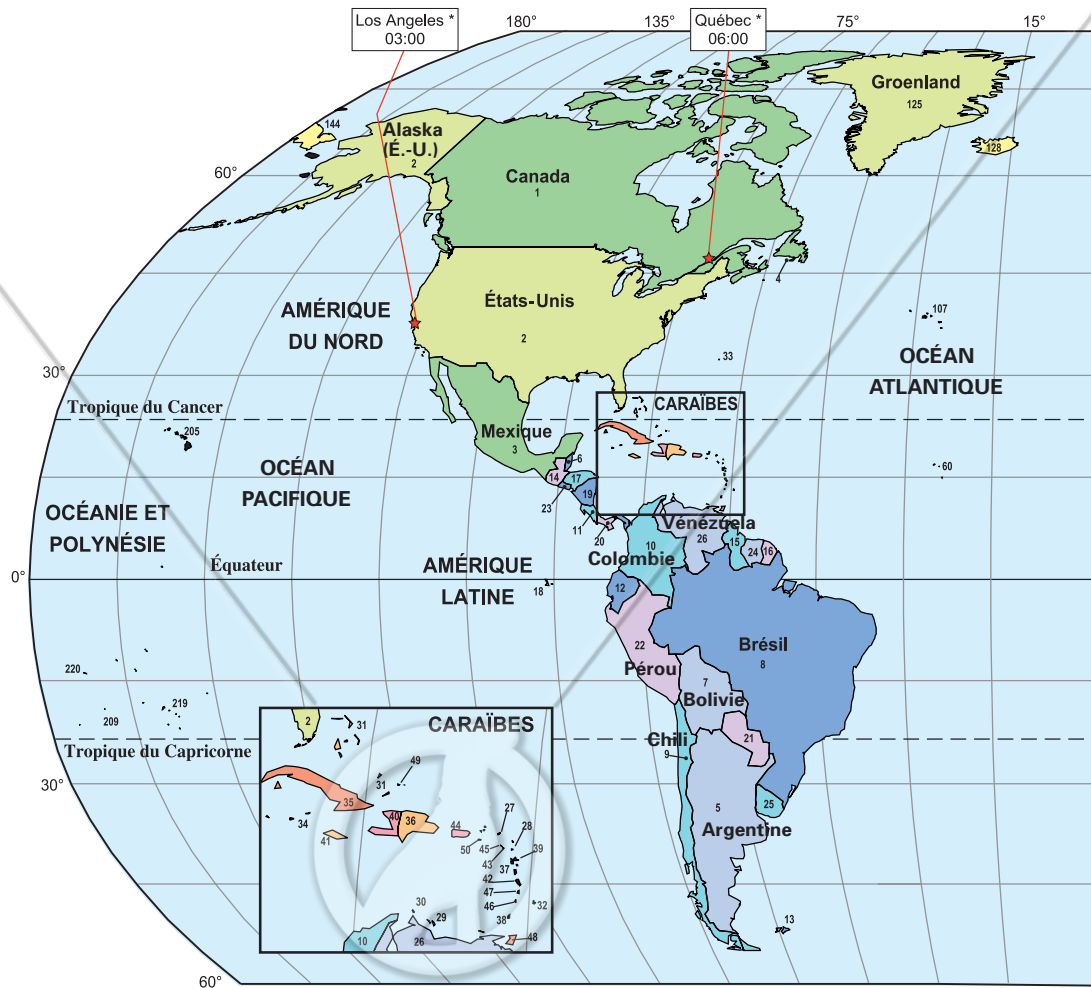 Los Angeles *
03:00
180°
135°
Québec *
06:00
75°
15°
144
Alaska
(É.-U.)
2
Groenland
125
128
60°
Canada
1
4
AMÉRIQUE
DU NORD
États-Unis
2
107
33
OCÉAN
ATLANTIQUE
30°
Tropique du Cancer
CARAÏBES
205
Mexique
3
6
14
17
60
OCÉAN
PACIFIQUE
19
23
11
20
OCÉANIE ET
POLYNÉSIE
Vénézuela
26
15
24
16
10
Colombie
Équateur
AMÉRIQUE
LATINE
0°
18
12
22
Pérou
Brésil
8
220
7
Bolivie
219
209
Tropique du Capricorne
CARAÏBES
2
31
Chili
9
21
30°
49
31
35
34
40
36
41
44
27
50
45
28
43
37
39
42
47
46
32
30
29
38
10
26
48
5
Argentine
25
13
60°